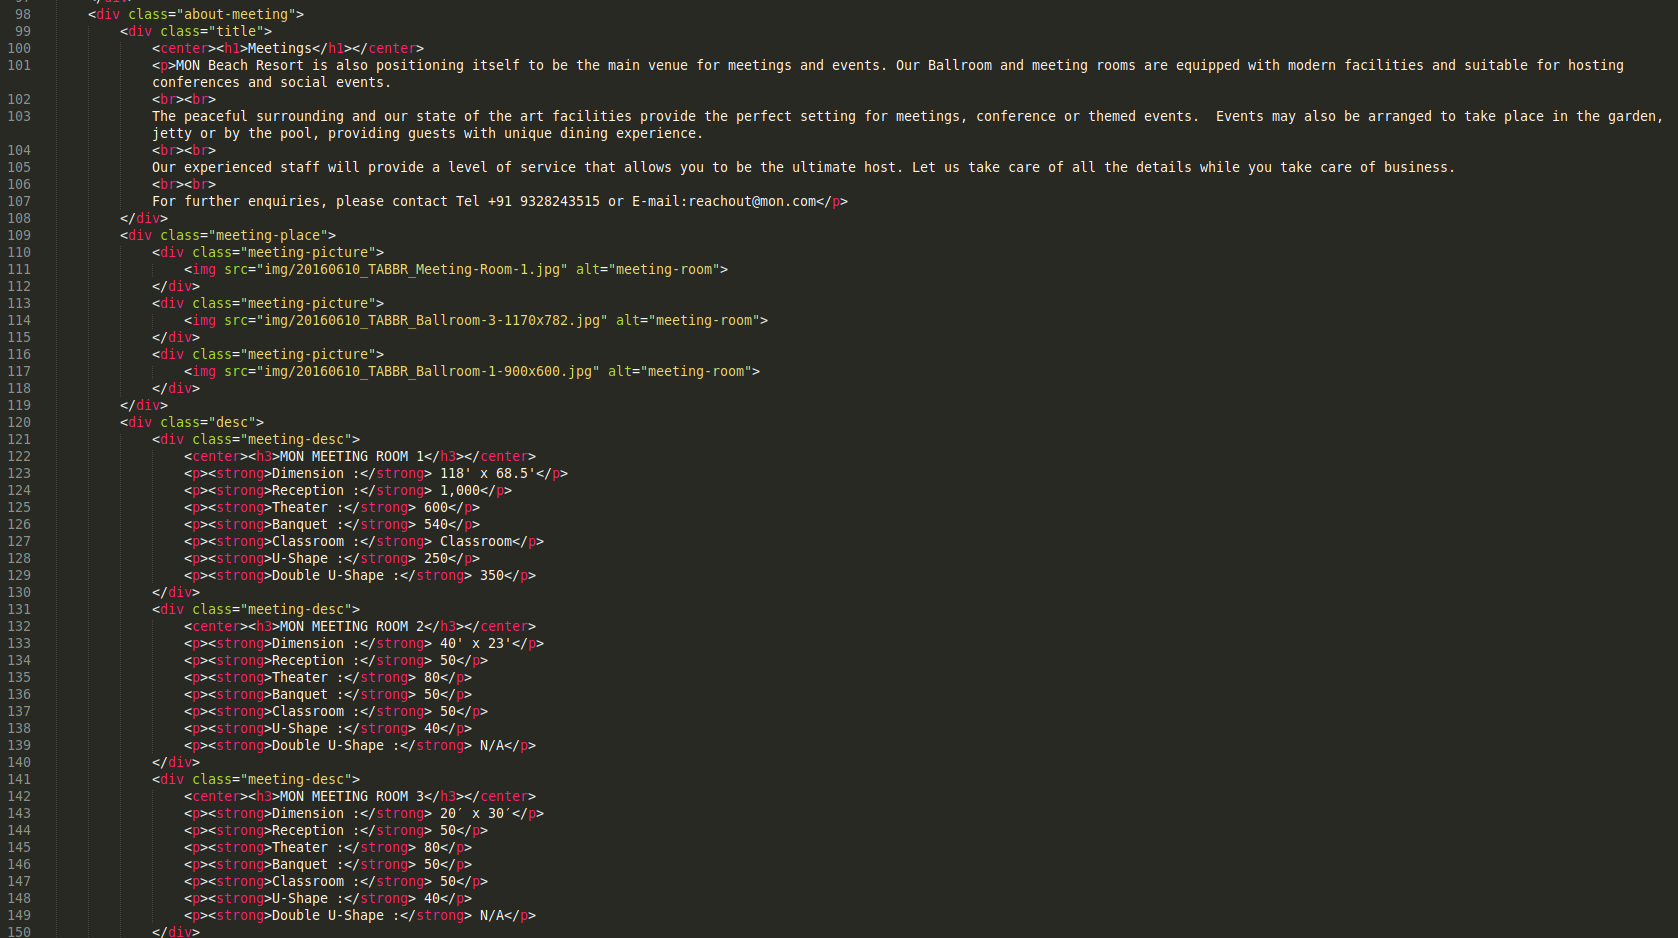 98 <div class="about-meeting">
99 <div class="title">
100 <center><h1>Meetings</h1></center>
101 <p>MON Beach Resort is also positioning itself to be the main venue for meetings and events. Our Ballroom and meeting rooms are equipped with modern facilities and suitable for hosting
conferences and social events.
102 <br><br>
103 The peaceful surrounding and our state of the art facilities provide the perfect setting for meetings, conference or themed events.  Events may also be arranged to take place in the garden,
jetty or by the pool, providing guests with unique dining experience.
104 <br><br>
105 Our experienced staff will provide a level of service that allows you to be the ultimate host. Let us take care of all the details while you take care of business.
106 <br><br>
107 For further enquiries, please contact Tel +91 9328243515 or E-mail:reachout@mon.com</p>
108 </div>
109 <div class="meeting-place">
110 <div class="meeting-picture">
111 <img src="img/20160610_TABBR_Meeting-Room-1.jpg" alt="meeting-room">
112 </div>
113 <div class="meeting-picture">
114 <img src="img/20160610_TABBR_Ballroom-3-1170x782.jpg" alt="meeting-room">
115 </div>
116 <div class="meeting-picture">
117 <img src="img/20160610_TABBR_Ballroom-1-900x600.jpg" alt="meeting-room">
118 </div>
119 </div>
120 <div class="desc">
121 <div class="meeting-desc">
122 <center><h3>MON MEETING ROOM 1</h3></center>
123 <p><strong>Dimension :</strong> 118' x 68.5'</p>
124 <p><strong>Reception :</strong> 1,000</p>
125 <p><strong>Theater :</strong> 600</p>
126 <p><strong>Banquet :</strong> 540</p>
127 <p><strong>Classroom :</strong> Classroom</p>
128 <p><strong>U-Shape :</strong> 250</p>
129 <p><strong>Double U-Shape :</strong> 350</p>
130 </div>
131 <div class="meeting-desc">
132 <center><h3>MON MEETING ROOM 2</h3></center>
133 <p><strong>Dimension :</strong> 40' x 23'</p>
134 <p><strong>Reception :</strong> 50</p>
135 <p><strong>Theater :</strong> 80</p>
136 <p><strong>Banquet :</strong> 50</p>
137 <p><strong>Classroom :</strong> 50</p>
138 <p><strong>U-Shape :</strong> 40</p>
139 <p><strong>Double U-Shape :</strong> N/A</p>
140 </div>
141 <div class="meeting-desc">
142 <center><h3>MON MEETING ROOM 3</h3></center>
143 <p><strong>Dimension :</strong> 20′ x 30′</p>
144 <p><strong>Reception :</strong> 50</p>
145 <p><strong>Theater :</strong> 80</p>
146 <p><strong>Banquet :</strong> 50</p>
147 <p><strong>Classroom :</strong> 50</p>
148 <p><strong>U-Shape :</strong> 40</p>
149 <p><strong>Double U-Shape :</strong> N/A</p>
150 </div>